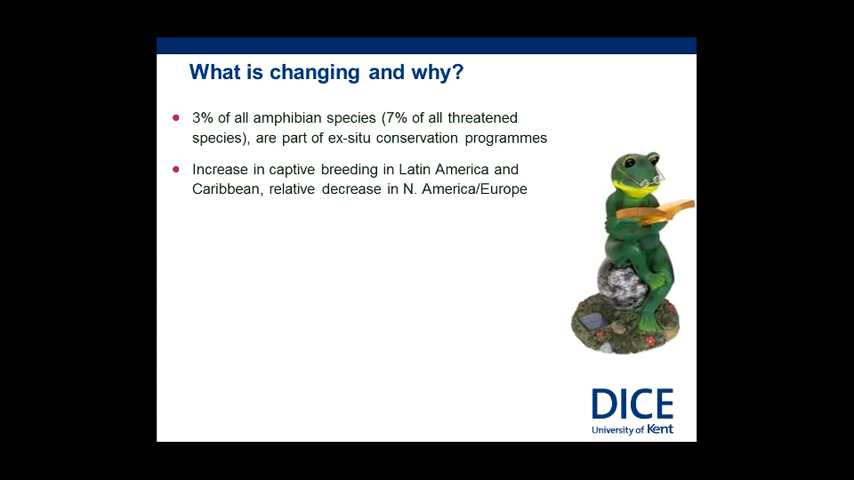 What is changing and why?
3% of all amphibian species (7% of all threatened
species), are part of ex-situ conservation programmes
Increase in captive breeding in Latin America and
Caribbean, relative decrease in N. America/Europe
DICE
University of Kent